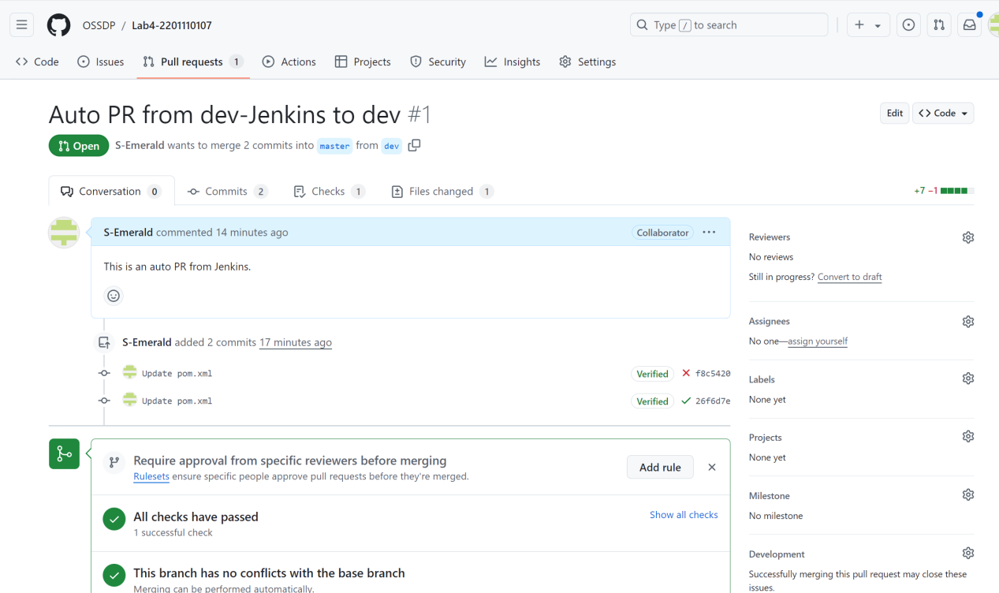 OSSDP / Lab4-2201110107
Type / to search
Code Issues Pull requests 1 Actions Projects Security Insights Settings
Auto PR from dev-Jenkins to dev #1
Edit
Code
Open S-Emerald wants to merge 2 commits into master from dev
Conversation 0 Commits 2 Checks 1 Files changed 1
+7 −1
S-Emerald commented 14 minutes ago
Collaborator
This is an auto PR from Jenkins.
S-Emerald added 2 commits 17 minutes ago
Update pom.xml Verified f8c5420
Update pom.xml Verified 26f6d7e
Require approval from specific reviewers before merging
Rulesets ensure specific people approve pull requests before they're merged.
Add rule
All checks have passed
1 successful check
Show all checks
This branch has no conflicts with the base branch
Merging can be performed automatically.
Reviewers
No reviews
Still in progress? Convert to draft
Assignees
No one—assign yourself
Labels
None yet
Projects
None yet
Milestone
No milestone
Development
Successfully merging this pull request may close these
issues.